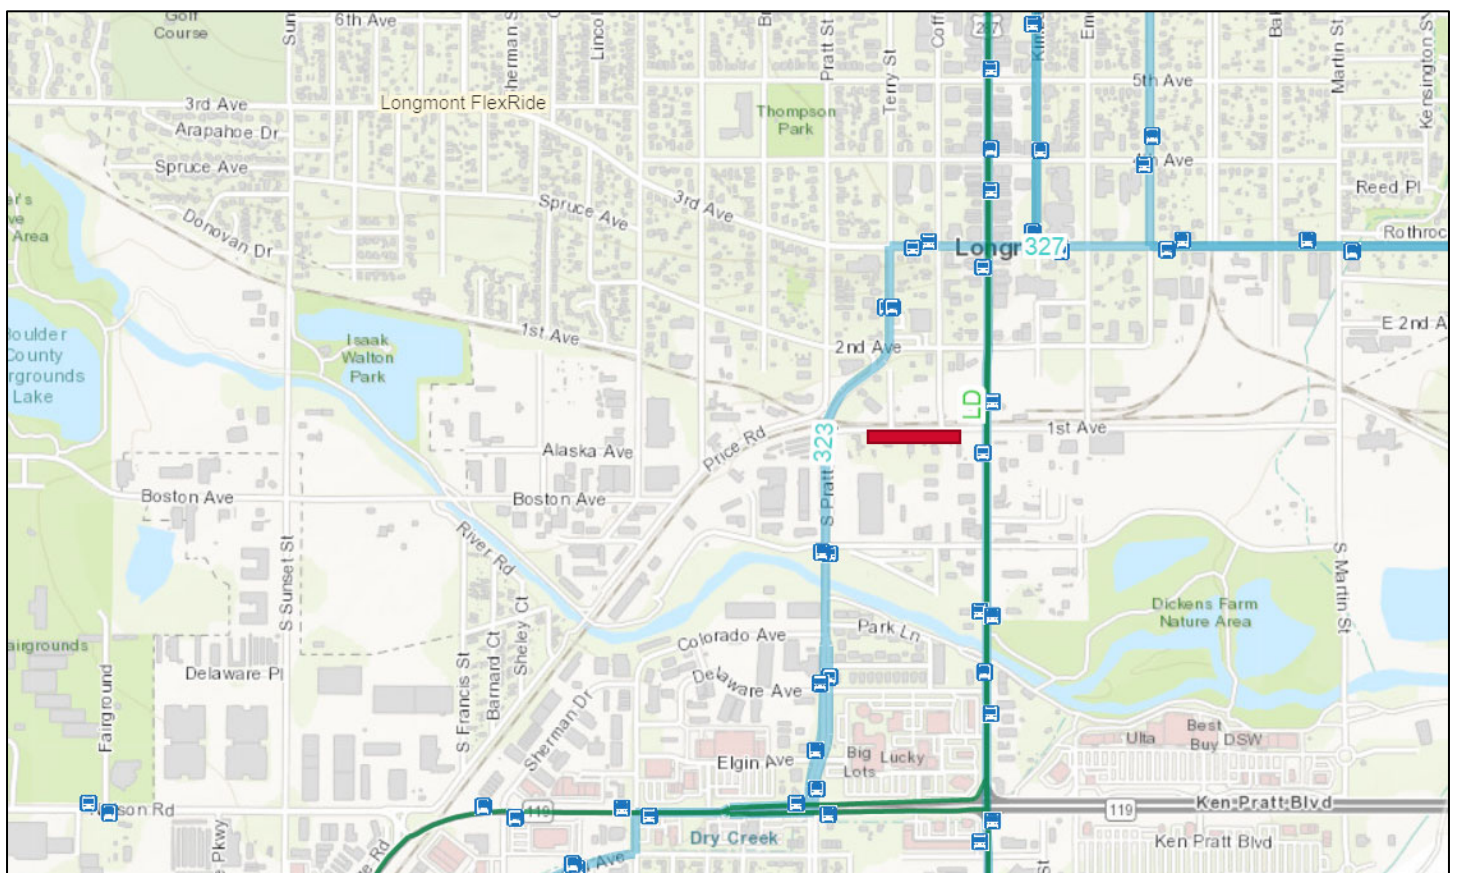 Golf
Course
6th Ave
Pratt St
Terry St
Martin St
5th Ave
3rd Ave
Longmont FlexRide
Thompson
Park
Arapahoe Dr
Spruce Ave
Spruce Ave
3rd Ave
Reed Pl
Donovan Dr
Area
327
1st Ave
Isaak
Walton
Park
2nd Ave
E 2nd A
County
Lake
LD
323
1st Ave
Price Rd
Alaska Ave
Boston Ave
Boston Ave
S Pratt
River Rd
S Sunset St
S Martin St
Dickens Farm
Nature Area
Park Ln
Colorado Ave
Shelley Ct
Barnard Ct
S Francis St
Delaware Pl
Delaware Ave
Fairground
Sherman Dr
Elgin Ave
Big
Lots
Lucky
Ulta
Best
Buy
DSW
119
119
Ken Pratt Blvd
Dry Creek
Ken Pratt Blvd
Pkwy
Ave